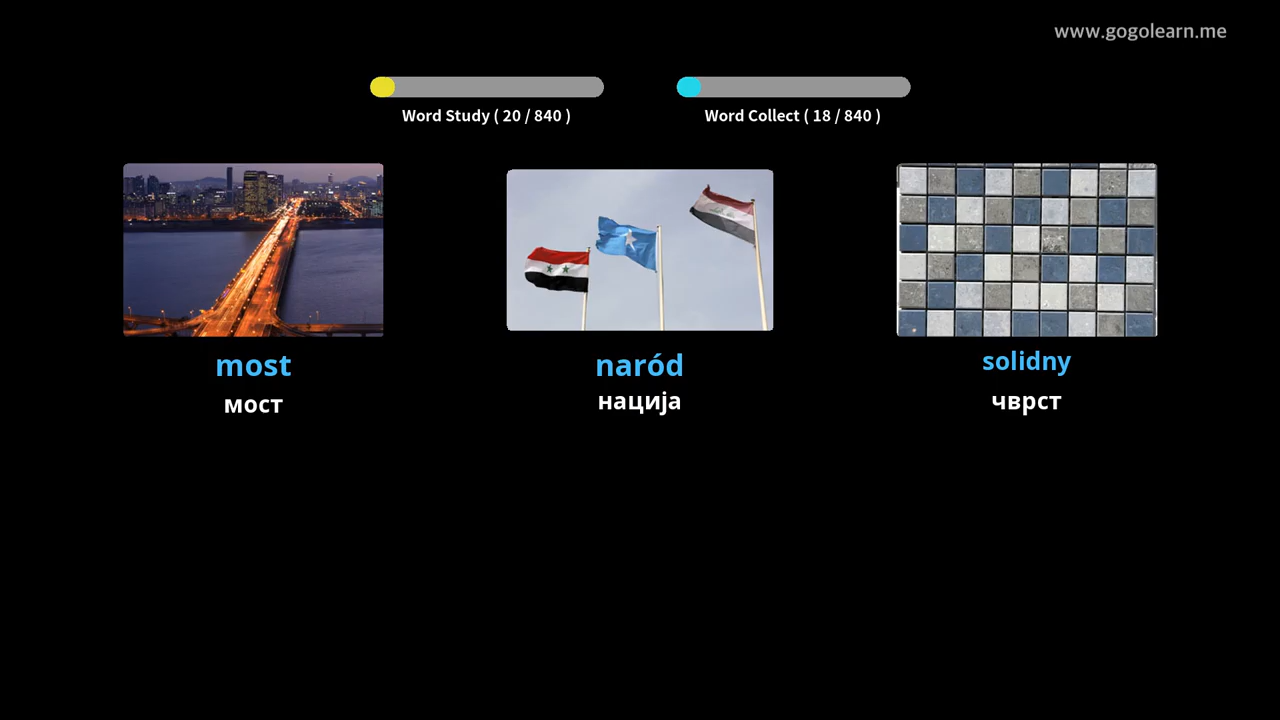 www.gogolearn.me
Word Study ( 20 / 840 )
Word Collect ( 18 / 840 )
most
naród
solidny
мост
нација
чврст